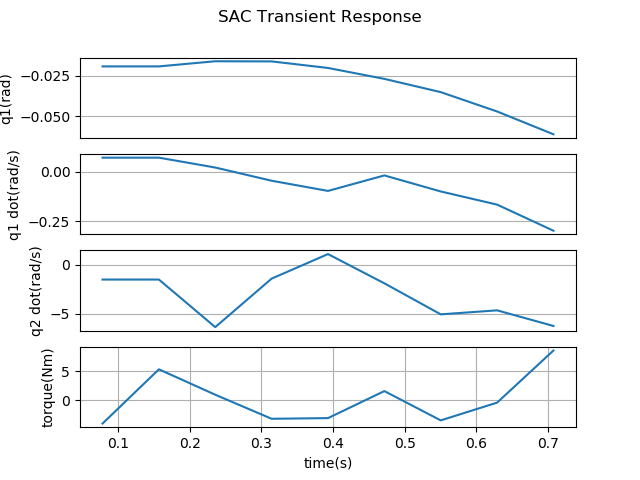 SAC Transient Response
q1(rad)
−0.025
−0.050
q1 dot(rad/s)
0.00
−0.25
q2 dot(rad/s)
0
−5
torque(Nm)
5
0
0.1 0.2 0.3 0.4 0.5 0.6 0.7
time(s)